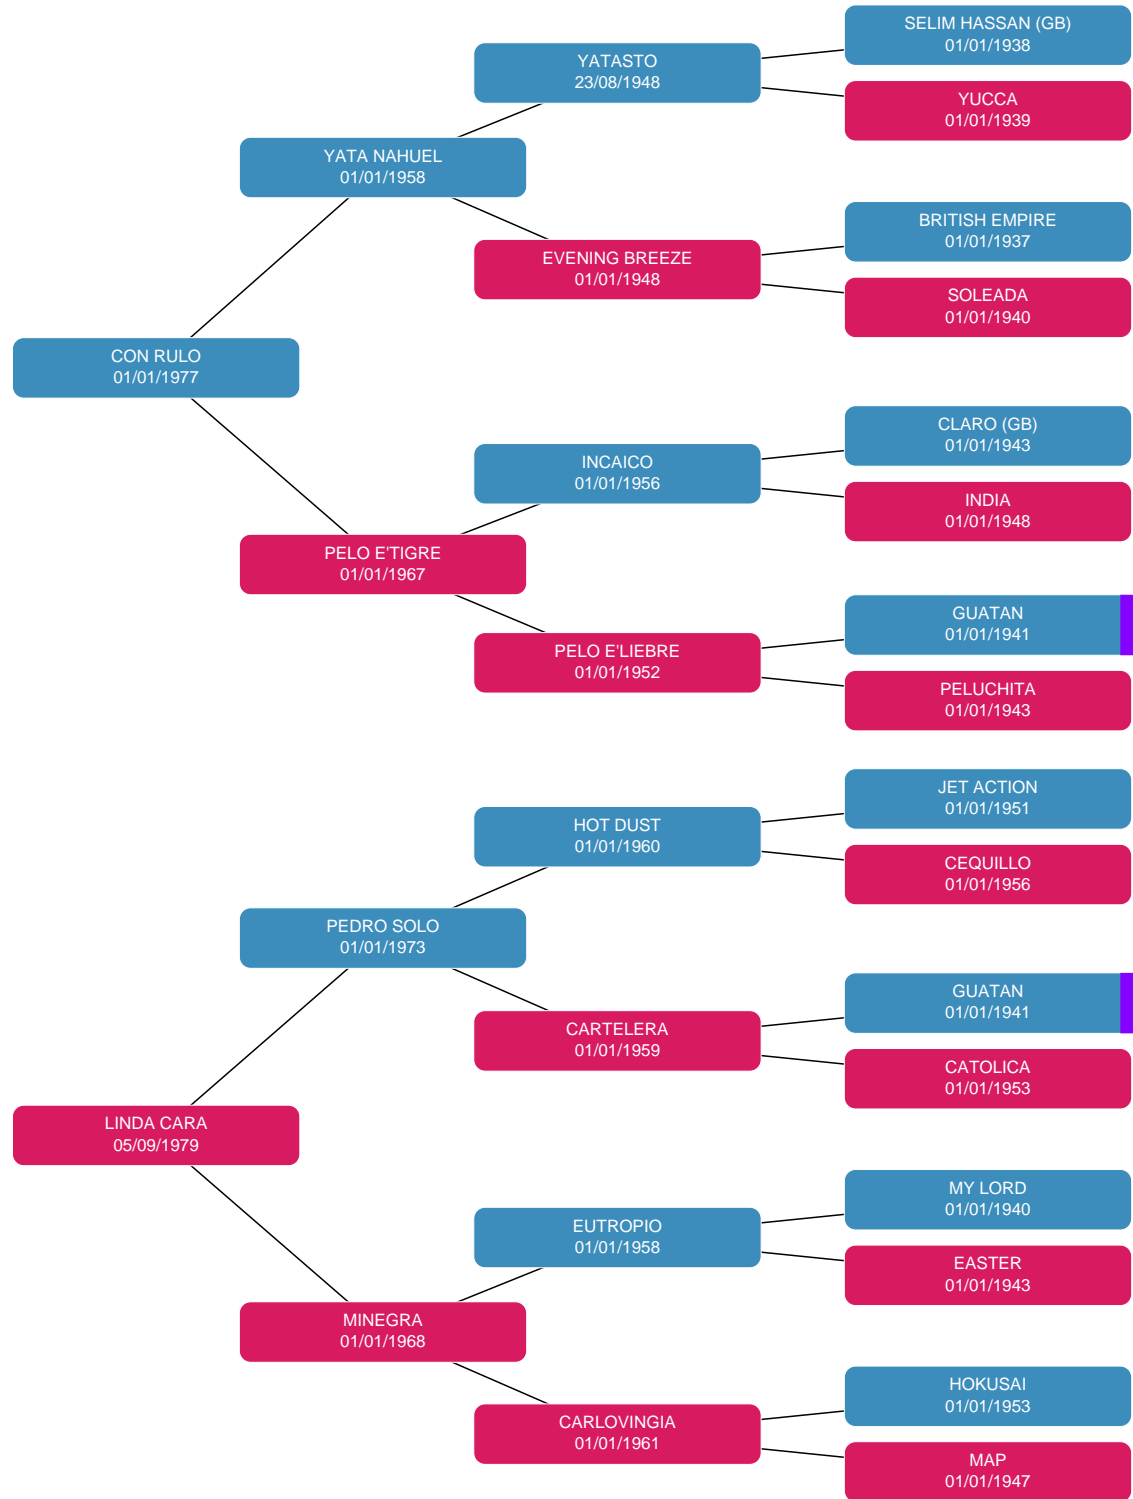 SELIM HASSAN (GB)
01/01/1938
YATASTO
23/08/1948
YUCCA
01/01/1939
YATA NAHUEL
01/01/1958
BRITISH EMPIRE
01/01/1937
EVENING BREEZE
01/01/1948
SOLEADA
01/01/1940
CON RULO
01/01/1977
CLARO (GB)
01/01/1943
INCAICO
01/01/1956
INDIA
01/01/1948
PELO E'TIGRE
01/01/1967
GUATAN
01/01/1941
PELO E'LIEBRE
01/01/1952
PELUCHITA
01/01/1943
JET ACTION
01/01/1951
HOT DUST
01/01/1960
CEQUILLO
01/01/1956
PEDRO SOLO
01/01/1973
GUATAN
01/01/1941
CARTELERA
01/01/1959
CATOLICA
01/01/1953
LINDA CARA
05/09/1979
MY LORD
01/01/1940
EUTROPIO
01/01/1958
EASTER
01/01/1943
MINEGRA
01/01/1968
HOKUSAI
01/01/1953
CARLOVINGIA
01/01/1961
MAP
01/01/1947